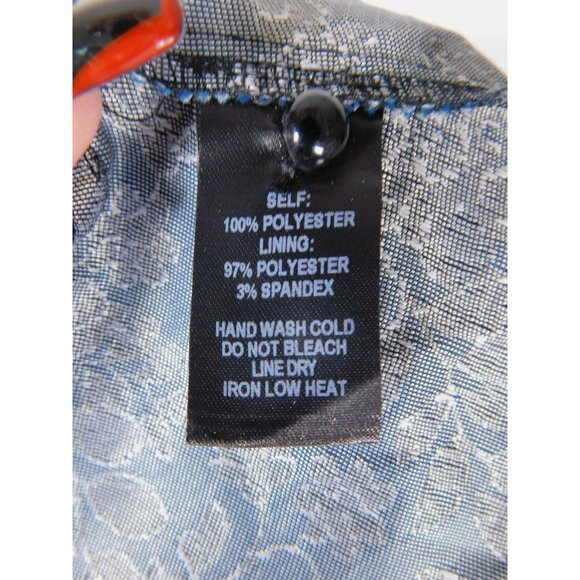 SELF:
100% POLYESTER
LINING:
97% POLYESTER
3% SPANDEX
HAND WASH COLD
DO NOT BLEACH
LINE DRY
IRON LOW HEAT